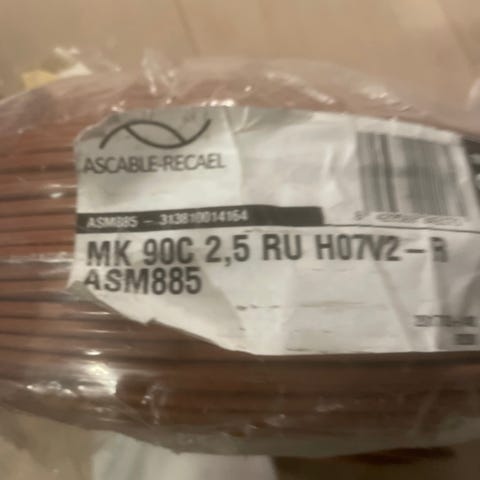 ASCABLE-RECAEL
ASM885 - 313810014164
MK 90C 2,5 RU H07V2-R
ASM885